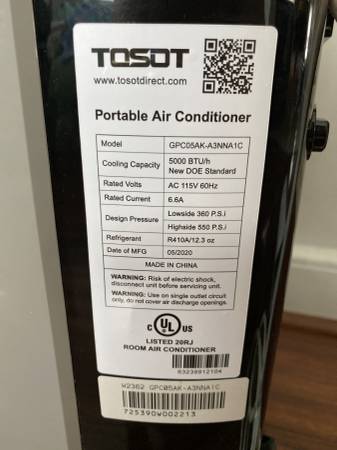 TOSOT
www.tosotdirect.com
Portable Air Conditioner
Model GPC05AK-A3NNA1C
Cooling Capacity 5000 BTU/h
New DOE Standard
Rated Volts AC 115V 60Hz
Rated Current 6.6A
Design Pressure Lowside 360 P.S.i
Highside 550 P.S.i
Refrigerant R410A/12.3 oz
Date of MFG 05/2020
MADE IN CHINA
WARNING: Risk of electric shock,
disconnect unit before servicing unit.
WARNING: Use on single outlet circuit
only, do not cover air discharge openings.
C UL US
LISTED 20RJ
ROOM AIR CONDITIONER
63239912104
W2362 GPC05AK-A3NNA1C
725390W002213